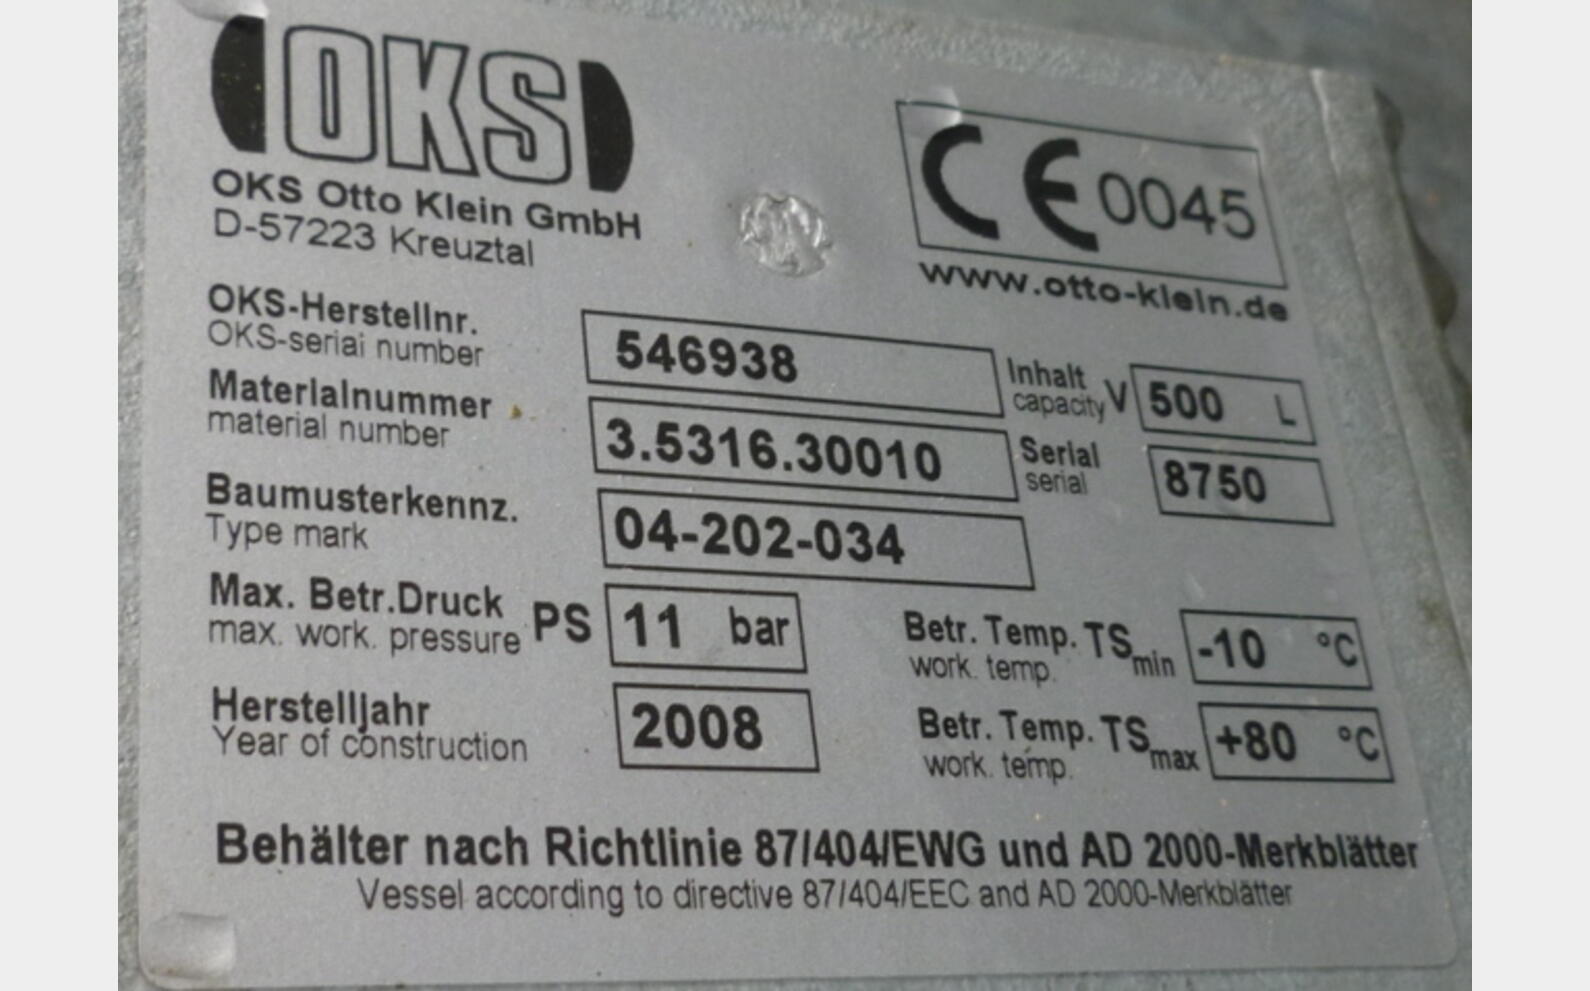 OKS
OKS Otto Klein GmbH
D-57223 Kreuztal
CE 0045
www.otto-klein.de
OKS-Herstellnr.
OKS-serial number
546938
Inhalt
capacity
V 500 L
Materialnummer
material number
3.5316.30010
Serial
serial
8750
Baumusterkennz.
Type mark
04-202-034
Max. Betr.Druck
max. work. pressure
PS 11 bar
Betr. Temp. TSmin -10 °C
work. temp.
Herstelljahr
Year of construction
2008
Betr. Temp. TSmax +80 °C
work. temp.
Behälter nach Richtlinie 87/404/EWG und AD 2000-Merkblätter
Vessel according to directive 87/404/EEC and AD 2000-Merkblätter